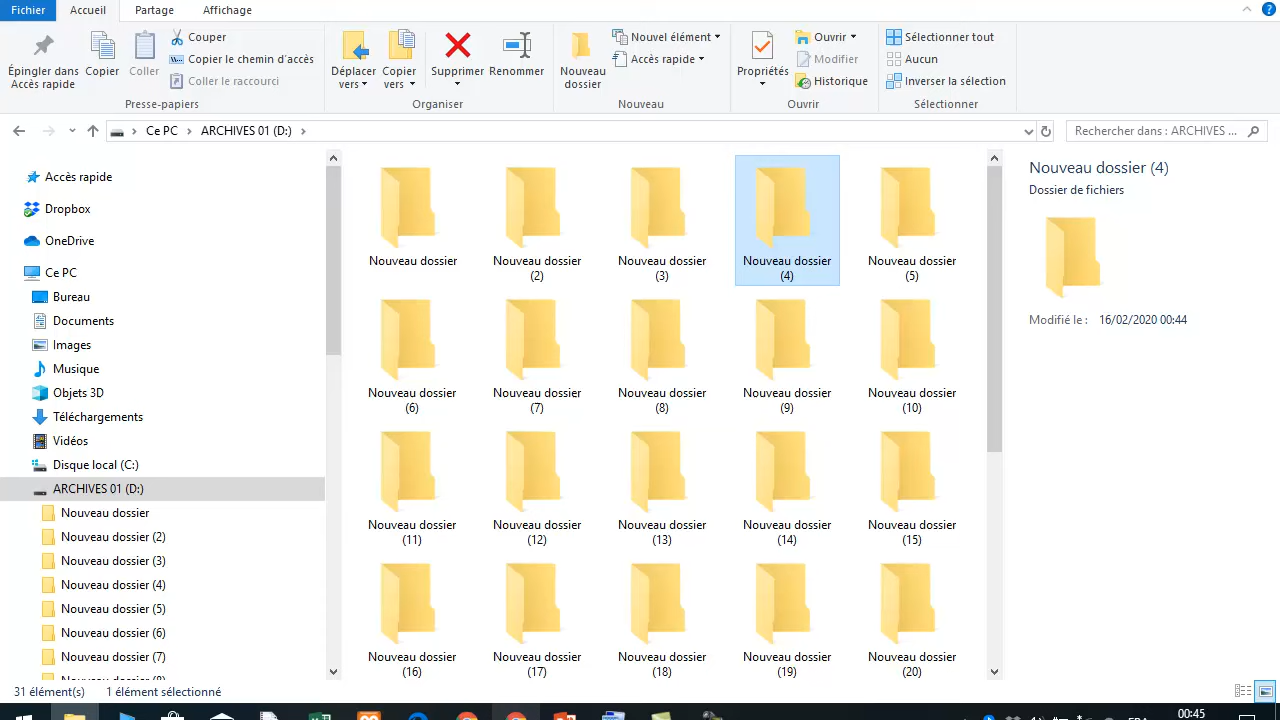 Fichier Accueil Partage Affichage
Épingler dans
Accès rapide
Copier
Coller
Couper
Copier le chemin d'accès
Coller le raccourci
Presse-papiers
Déplacer
vers
Copier
vers
Supprimer
Renommer
Organiser
Nouveau
dossier
Nouvel élément
Accès rapide
Nouveau
Propriétés
Ouvrir
Modifier
Historique
Ouvrir
Sélectionner tout
Aucun
Inverser la sélection
Sélectionner
Ce PC > ARCHIVES 01 (D:) >
Rechercher dans : ARCHIVES ...
Accès rapide
Dropbox
OneDrive
Ce PC
Bureau
Documents
Images
Musique
Objets 3D
Téléchargements
Vidéos
Disque local (C:)
ARCHIVES 01 (D:)
Nouveau dossier
Nouveau dossier (2)
Nouveau dossier (3)
Nouveau dossier (4)
Nouveau dossier (5)
Nouveau dossier (6)
Nouveau dossier (7)
Nouveau dossier
Nouveau dossier
(2)
Nouveau dossier
(3)
Nouveau dossier
(4)
Nouveau dossier
(5)
Nouveau dossier
(6)
Nouveau dossier
(7)
Nouveau dossier
(8)
Nouveau dossier
(9)
Nouveau dossier
(10)
Nouveau dossier
(11)
Nouveau dossier
(12)
Nouveau dossier
(13)
Nouveau dossier
(14)
Nouveau dossier
(15)
Nouveau dossier
(16)
Nouveau dossier
(17)
Nouveau dossier
(18)
Nouveau dossier
(19)
Nouveau dossier
(20)
Nouveau dossier (4)
Dossier de fichiers
Modifié le : 16/02/2020 00:44
31 élément(s) 1 élément sélectionné
00:45